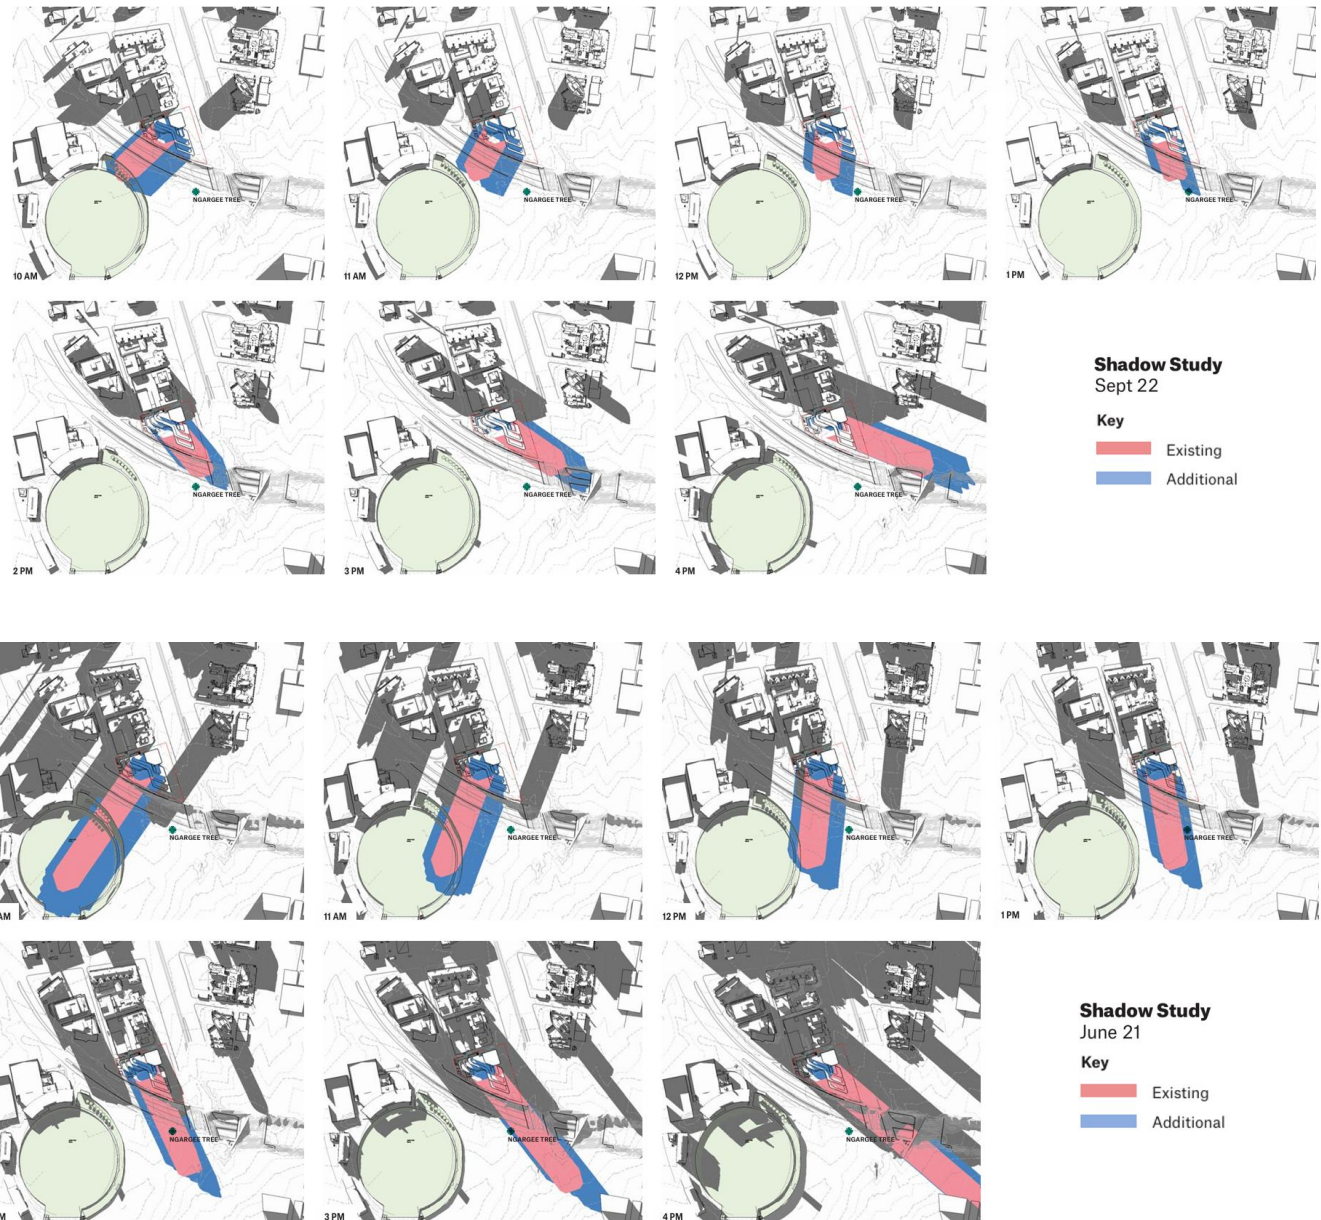 NGARGEE TREE
10 AM
NGARGEE TREE
11 AM
NGARGEE TREE
12 PM
NGARGEE TREE
1 PM
NGARGEE TREE
2 PM
NGARGEE TREE
3 PM
NGARGEE TREE
4 PM
Shadow Study
Sept 22
Key
Existing
Additional
NGARGEE TREE
AM
NGARGEE TREE
11 AM
NGARGEE TREE
12 PM
NGARGEE TREE
1 PM
NGARGEE TREE
M
NGARGEE TREE
3 PM
NGARGEE TREE
4 PM
Shadow Study
June 21
Key
Existing
Additional